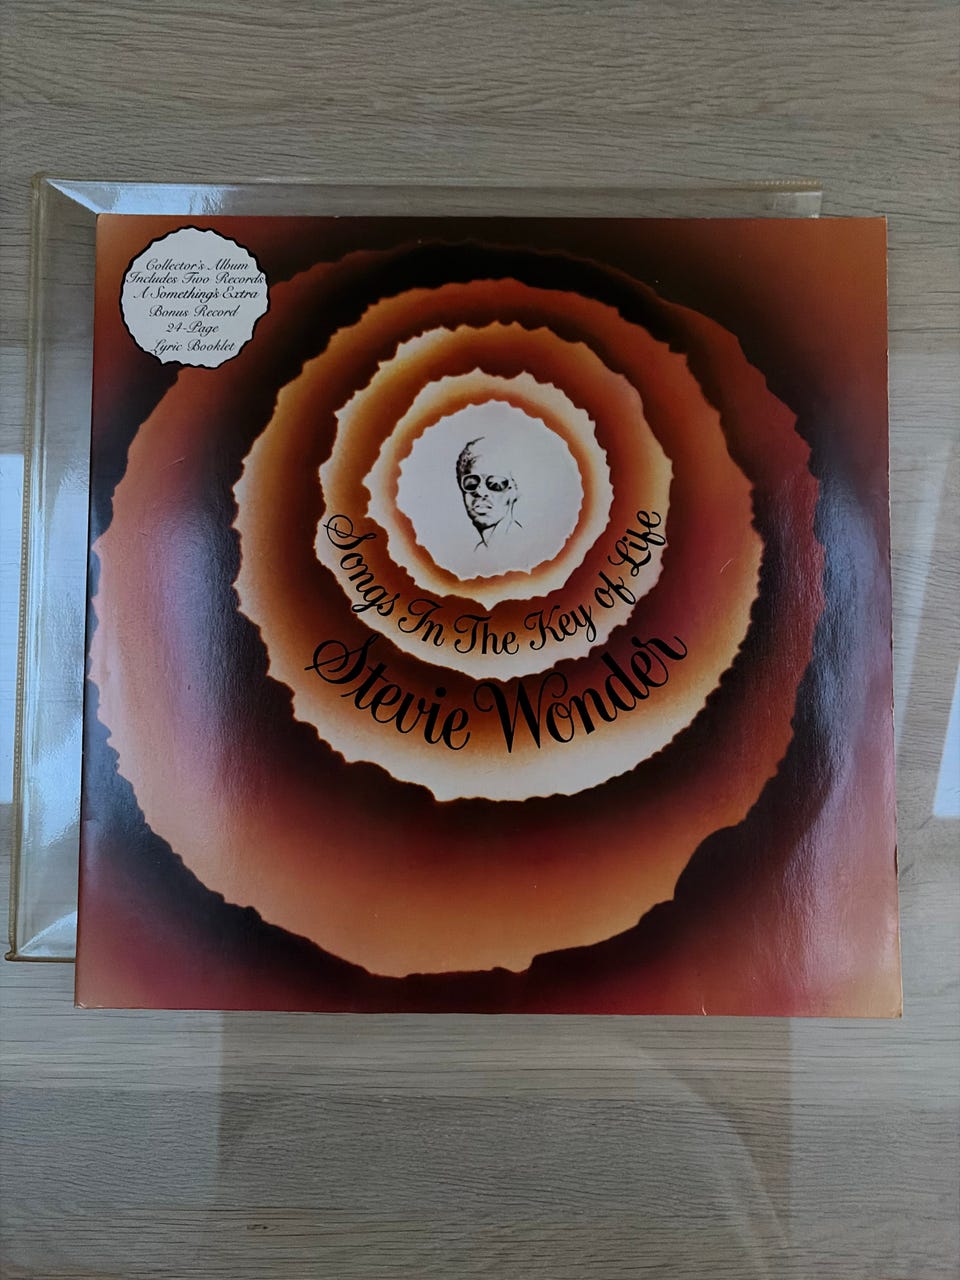 Collector's Album
Includes Two Records
A Something's Extra
Bonus Record
24-Page
Lyric Booklet
Songs In The Key of Life
Stevie Wonder